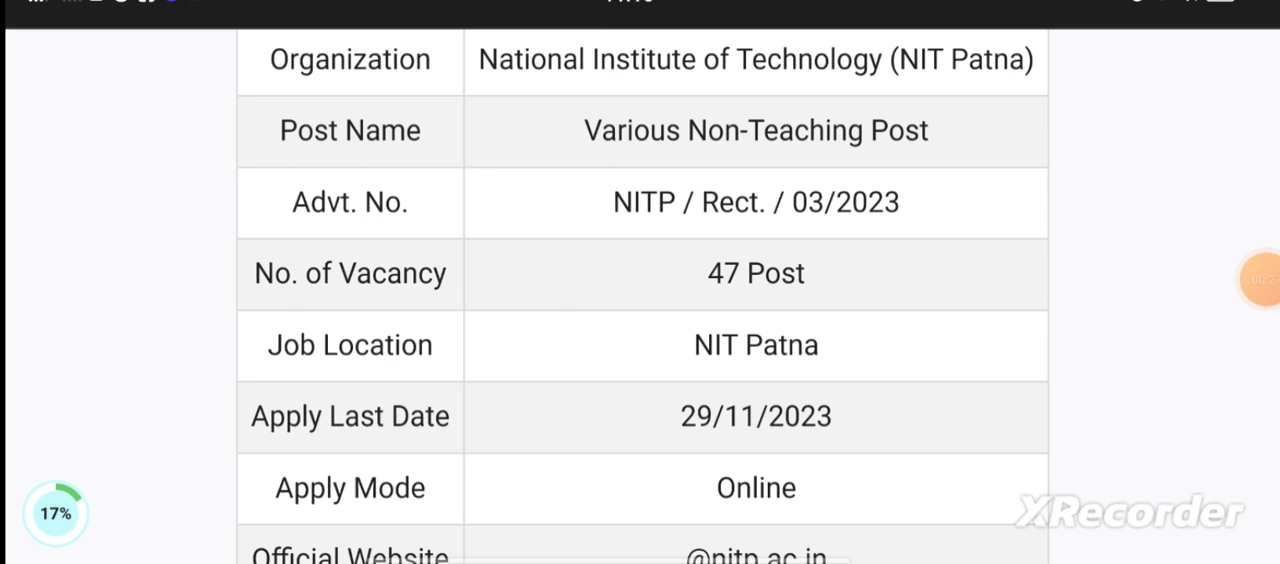 Organization National Institute of Technology (NIT Patna)
Post Name Various Non-Teaching Post
Advt. No. NITP / Rect. / 03/2023
No. of Vacancy 47 Post
Job Location NIT Patna
Apply Last Date 29/11/2023
Apply Mode Online
Official Website @nitp.ac.in
17%
XRecorder
00:27